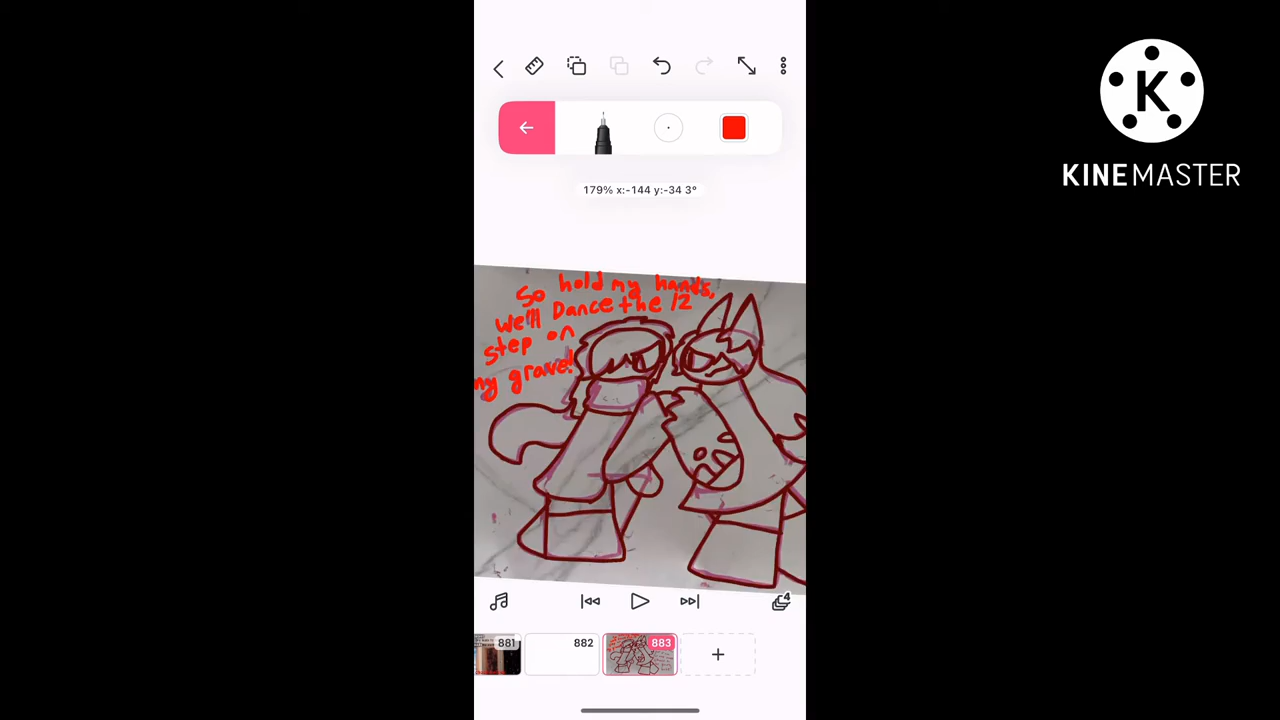 KINEMASTER
179% x:-144 y:-34 3°
So hold my hands,
we'll Dance the 12
step on
my grave!
4
881
882
883